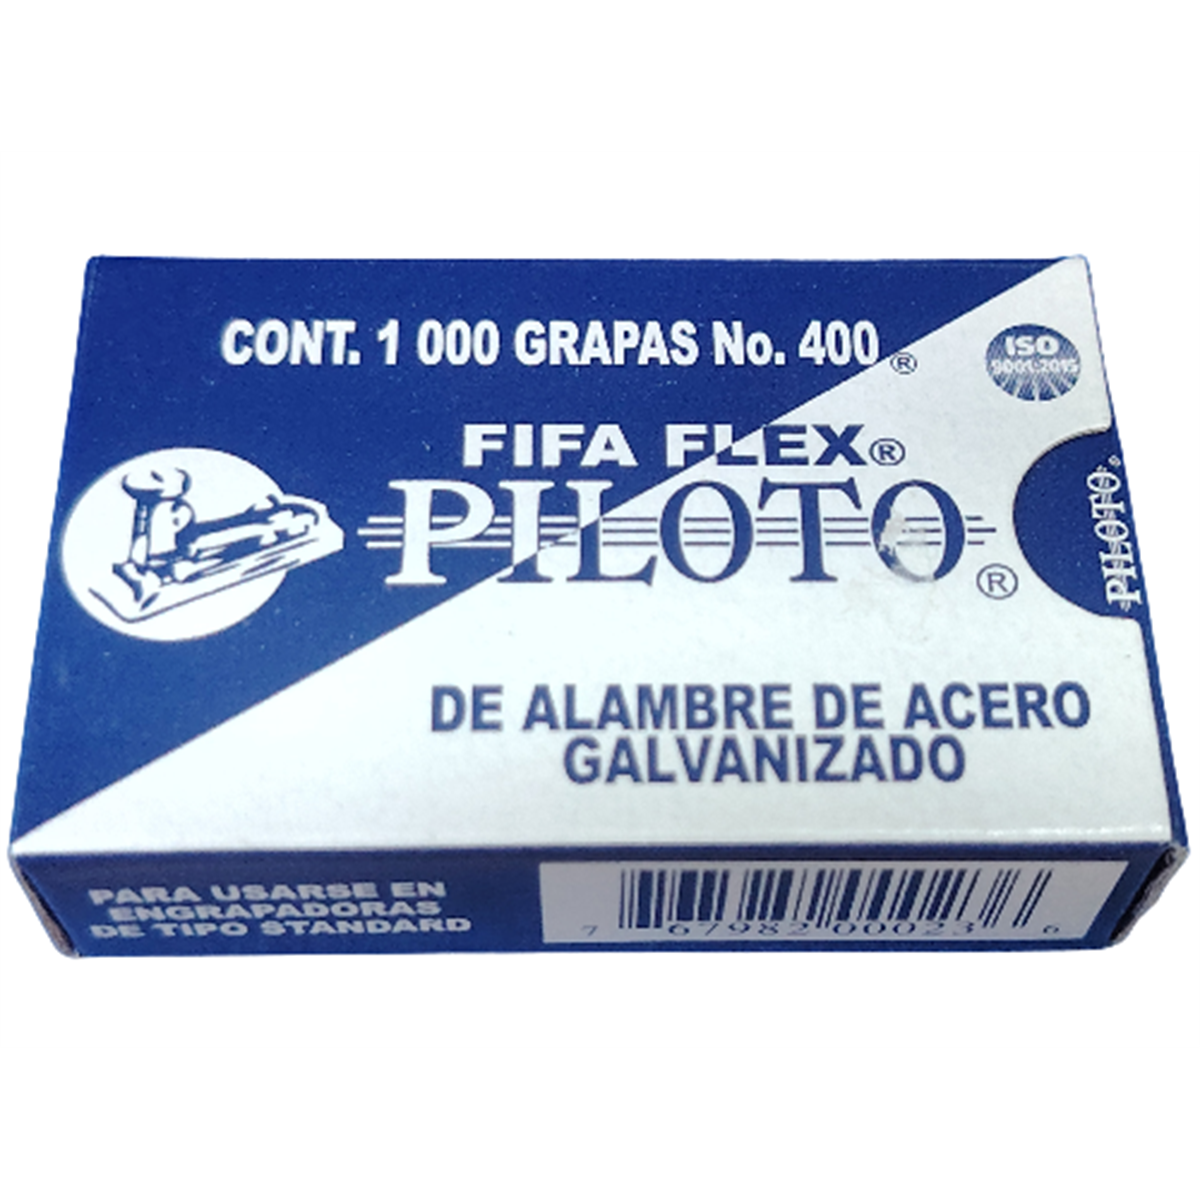 CONT. 1 000 GRAPAS No. 400 ®
ISO
9001:2015
FIFA FLEX®
PILOTO®
PILOTO®
DE ALAMBRE DE ACERO
GALVANIZADO
PARA USARSE EN
ENGRAPADORAS
DE TIPO STANDARD
7 67982 00023 6